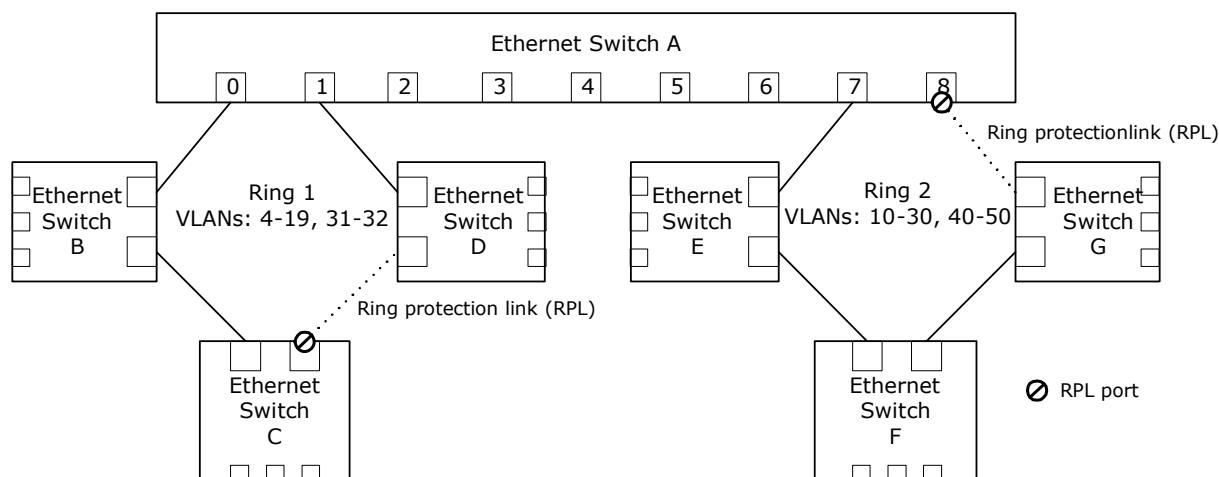 Ethernet Switch A
0 1 2 3 4 5 6 7 8
Ring protectionlink (RPL)
Ethernet
Switch
B
Ring 1
VLANs: 4-19, 31-32
Ethernet
Switch
D
Ethernet
Switch
E
Ring 2
VLANs: 10-30, 40-50
Ethernet
Switch
G
Ring protection link (RPL)
Ethernet
Switch
C
Ethernet
Switch
F
RPL port